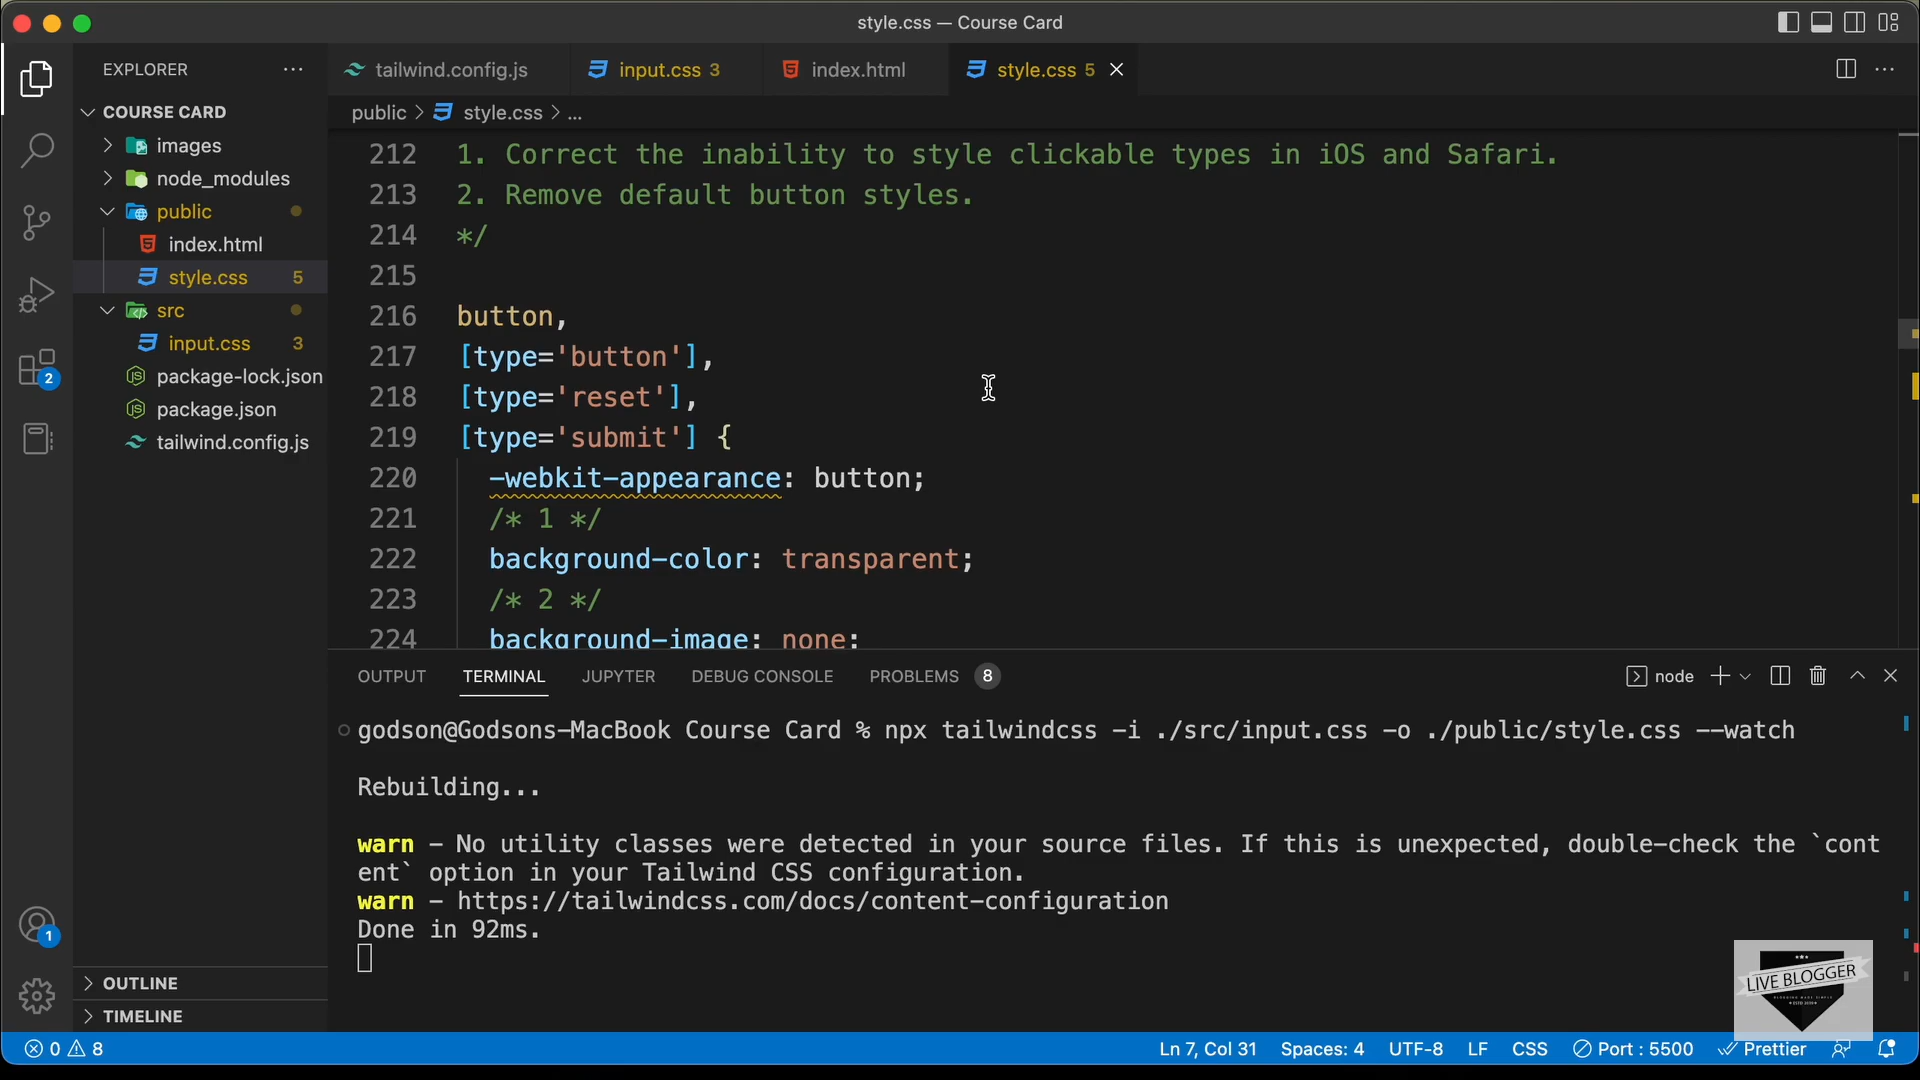 style.css — Course Card
EXPLORER
COURSE CARD
images
node_modules
public
index.html
style.css 5
src
input.css 3
package-lock.json
package.json
tailwind.config.js
OUTLINE
TIMELINE
2
1
tailwind.config.js input.css 3 index.html style.css 5
public > style.css > ...
212 1. Correct the inability to style clickable types in iOS and Safari.
213 2. Remove default button styles.
214 */
215
216 button,
217 [type='button'],
218 [type='reset'],
219 [type='submit'] {
220 -webkit-appearance: button;
221 /* 1 */
222 background-color: transparent;
223 /* 2 */
224 background-image: none;
OUTPUT TERMINAL JUPYTER DEBUG CONSOLE PROBLEMS 8 node
godson@Godsons-MacBook Course Card % npx tailwindcss -i ./src/input.css -o ./public/style.css --watch
Rebuilding...
warn - No utility classes were detected in your source files. If this is unexpected, double-check the `cont
ent` option in your Tailwind CSS configuration.
warn - https://tailwindcss.com/docs/content-configuration
Done in 92ms.
LIVE BLOGGER
0 8 Ln 7, Col 31 Spaces: 4 UTF-8 LF CSS Port : 5500 Prettier